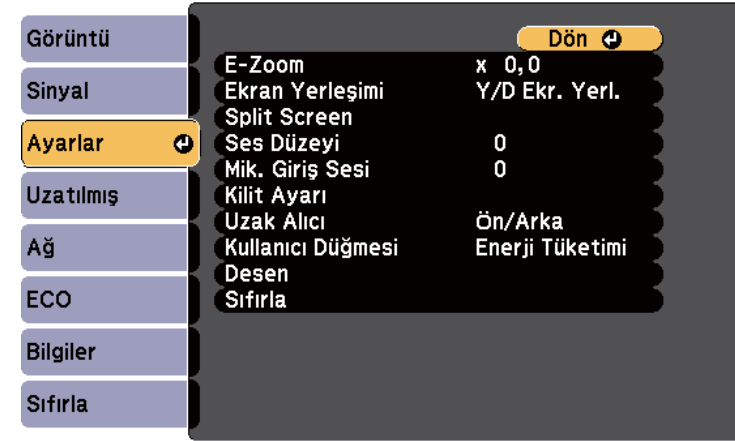 Görüntü
Sinyal
Ayarlar
Uzatılmış
Ağ
ECO
Bilgiler
Sıfırla
Dön
E-Zoom x 0,0
Ekran Yerleşimi Y/D Ekr. Yerl.
Split Screen
Ses Düzeyi 0
Mik. Giriş Sesi 0
Kilit Ayarı
Uzak Alıcı Ön/Arka
Kullanıcı Düğmesi Enerji Tüketimi
Desen
Sıfırla